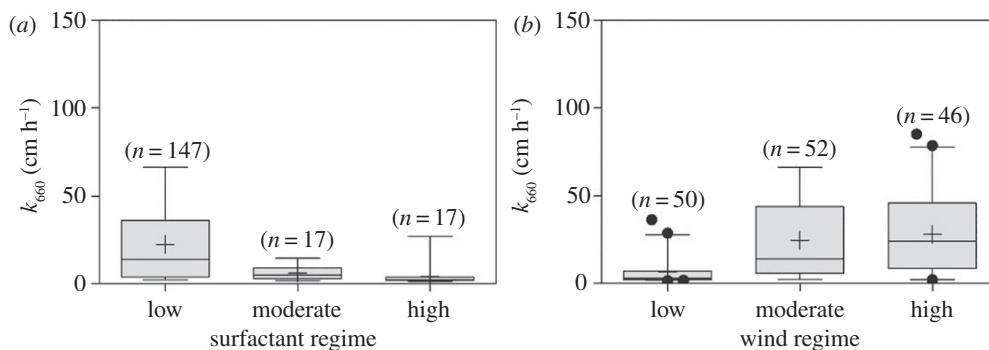 (a)
150
100
50
0
k660 (cm h−1)
(n = 147)
(n = 17)
(n = 17)
low
moderate
high
surfactant regime
(b)
150
100
50
0
k660 (cm h−1)
(n = 50)
(n = 52)
(n = 46)
low
moderate
high
wind regime